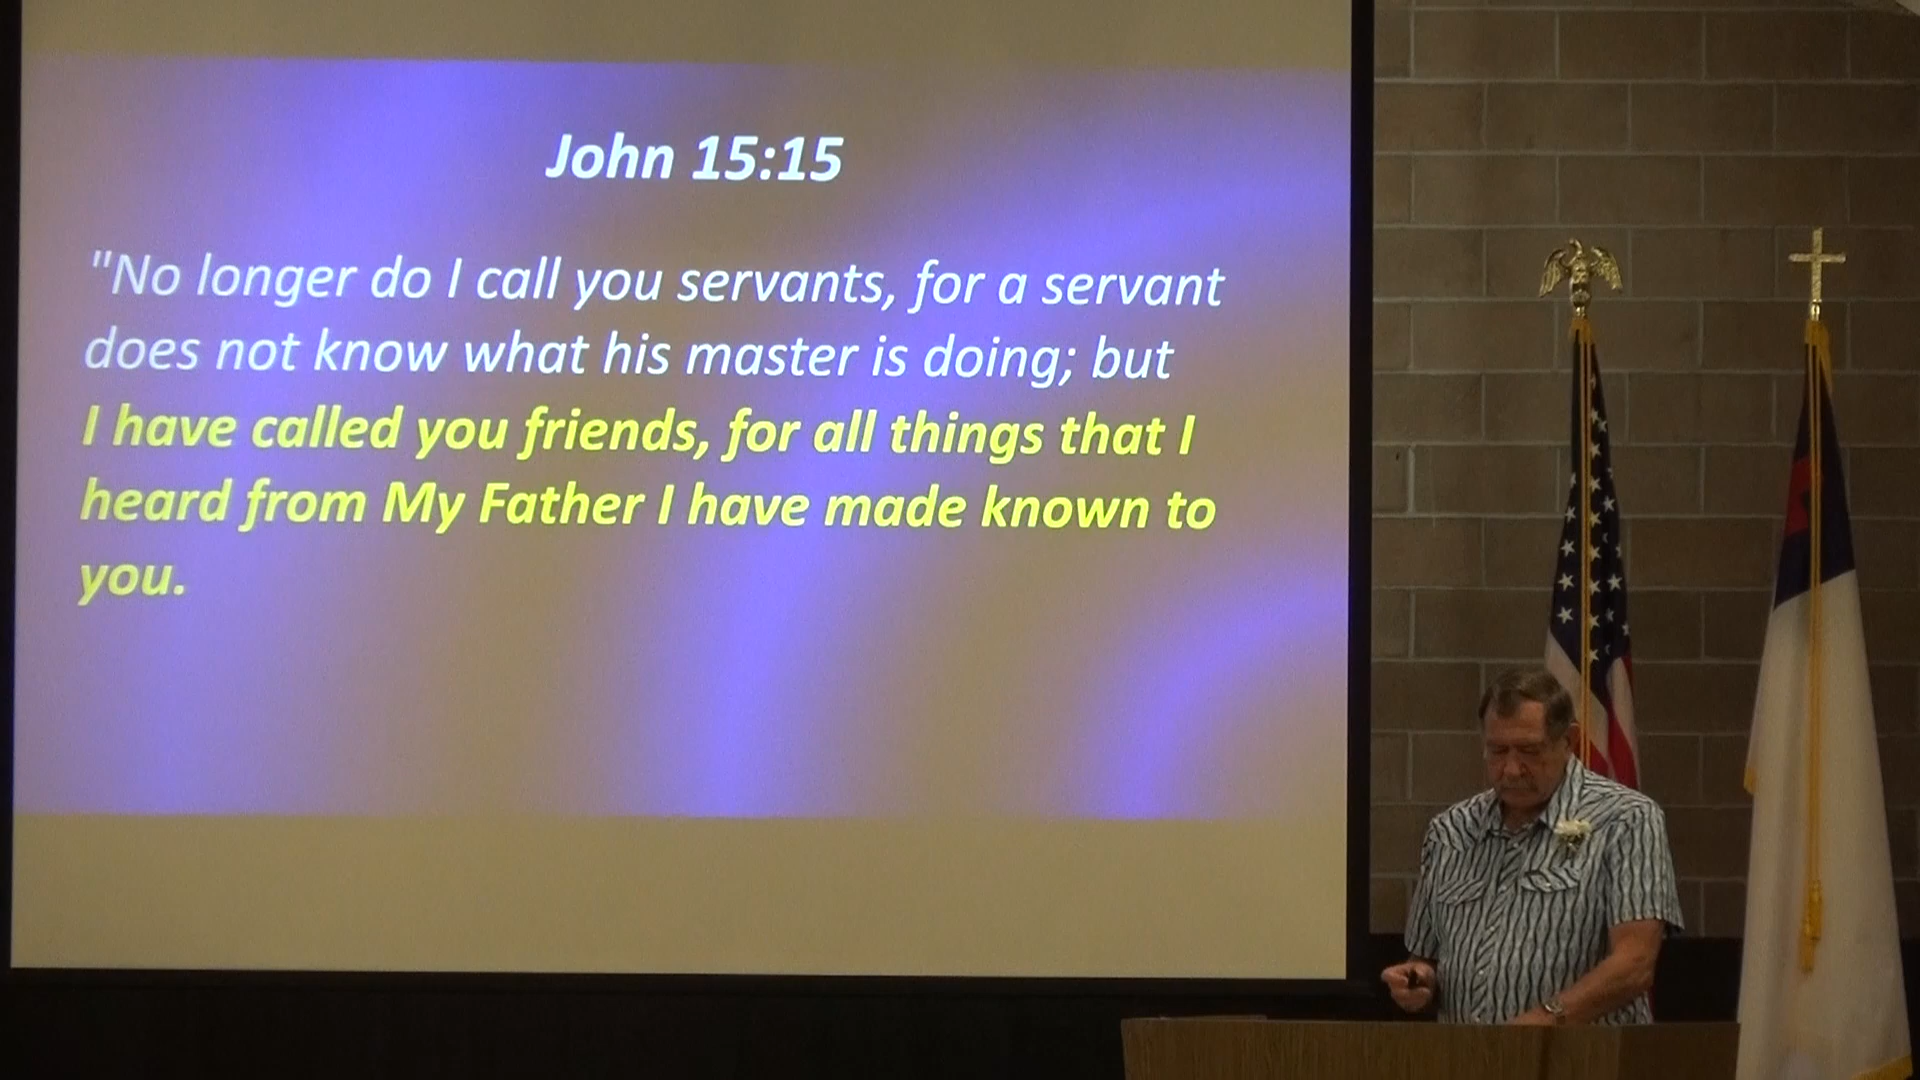 John 15:15
"No longer do I call you servants, for a servant
does not know what his master is doing; but
I have called you friends, for all things that I
heard from My Father I have made known to
you.